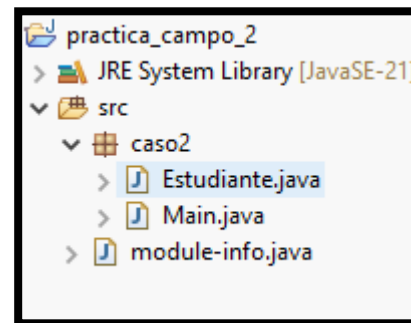 practica_campo_2
JRE System Library [JavaSE-21]
src
caso2
Estudiante.java
Main.java
module-info.java